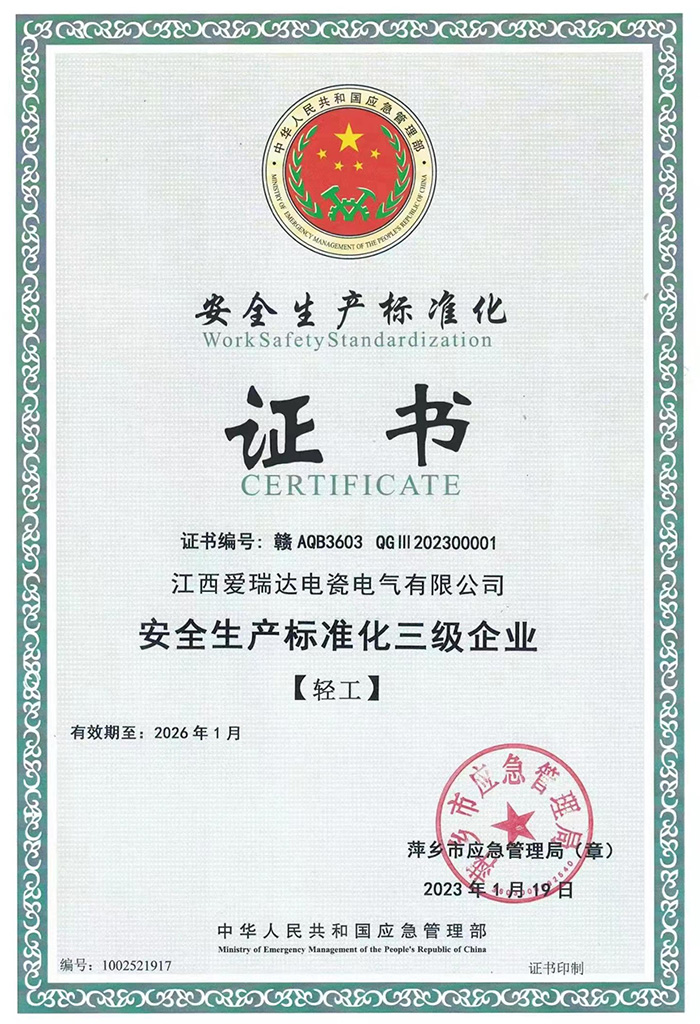 中华人民共和国应急管理部
MINISTRY OF EMERGENCY MANAGEMENT OF THE PEOPLE'S REPUBLIC OF CHINA
安全生产标准化
Work Safety Standardization
证书
CERTIFICATE
证书编号：赣 AQB3603 QGⅢ202300001
江西爱瑞达电瓷电气有限公司
安全生产标准化三级企业
【轻工】
有效期至：2026 年 1 月
萍乡市应急管理局
萍乡市应急管理局（章）
2023 年 1 月 19 日
中华人民共和国应急管理部
Ministry of Emergency Management of the People's Republic of China
编号：1002521917
证书印制